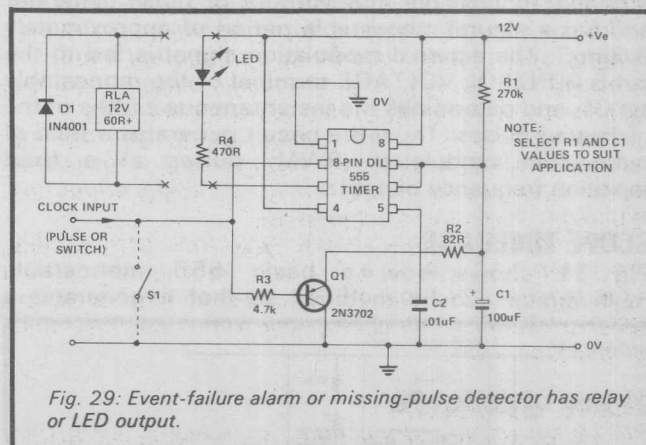 12V
+Ve
LED
R1
270k
0V
D1
IN4001
RLA
12V
60R+
NOTE:
SELECT R1 AND C1
VALUES TO SUIT
APPLICATION
R4
470R
1 8
8-PIN DIL
555
TIMER
4 5
CLOCK INPUT
(PULSE OR
SWITCH)
R2
82R
S1
R3
4.7k
Q1
2N3702
C2
.01uF
+
C1
100uF
0V
Fig. 29: Event-failure alarm or missing-pulse detector has relay
or LED output.